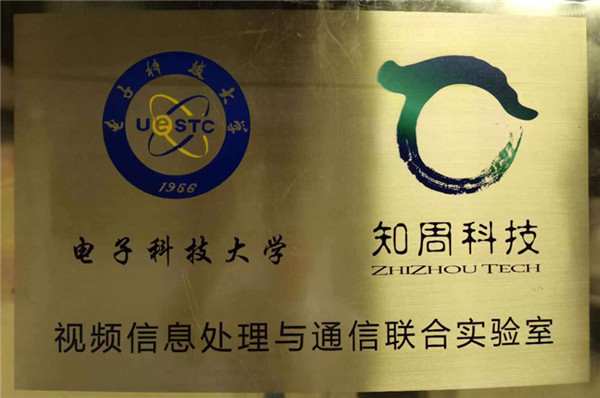 电子科技大学
UESTC
1956
电子科技大学
知周科技
ZHIZHOU TECH
视频信息处理与通信联合实验室